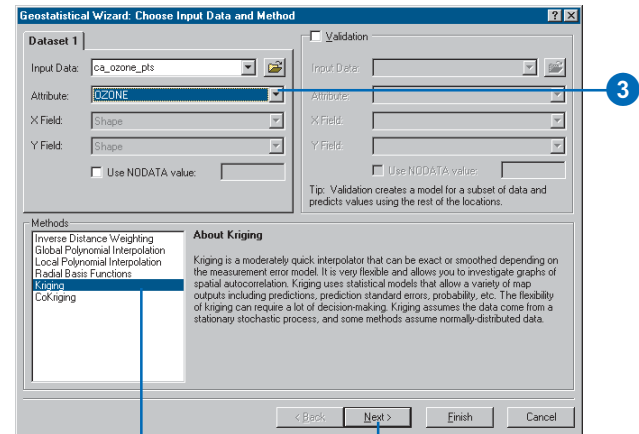 Geostatistical Wizard: Choose Input Data and Method
Dataset 1
Input Data: ca_ozone_pts
Attribute: OZONE
X Field: Shape
Y Field: Shape
Use NODATA value:
Validation
Input Data:
Attribute:
X Field:
Y Field:
Use NODATA value:
Tip: Validation creates a model for a subset of data and
predicts values using the rest of the locations.
3
Methods
Inverse Distance Weighting
Global Polynomial Interpolation
Local Polynomial Interpolation
Radial Basis Functions
Kriging
CoKriging
About Kriging
Kriging is a moderately quick interpolator that can be exact or smoothed depending on
the measurement error model. It is very flexible and allows you to investigate graphs of
spatial autocorrelation. Kriging uses statistical models that allow a variety of map
outputs including predictions, prediction standard errors, probability, etc. The flexibility
of kriging can require a lot of decision-making. Kriging assumes the data come from a
stationary stochastic process, and some methods assume normally-distributed data.
< Back Next > Finish Cancel